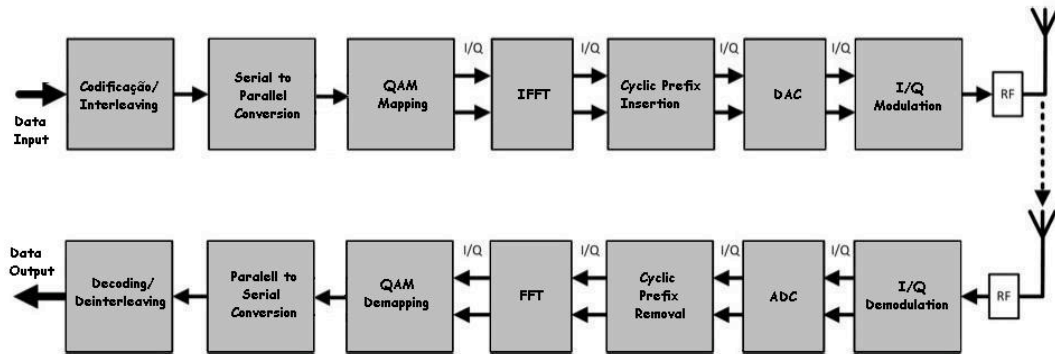 Data
Input
Codificação/
Interleaving
Serial to
Parallel
Conversion
QAM
Mapping
I/Q
IFFT
I/Q
Cyclic Prefix
Insertion
I/Q
DAC
I/Q
I/Q
Modulation
RF
Data
Output
Decoding/
Deinterleaving
Paralell to
Serial
Conversion
QAM
Demapping
I/Q
FFT
I/Q
Cyclic
Prefix
Removal
I/Q
ADC
I/Q
I/Q
Demodulation
RF